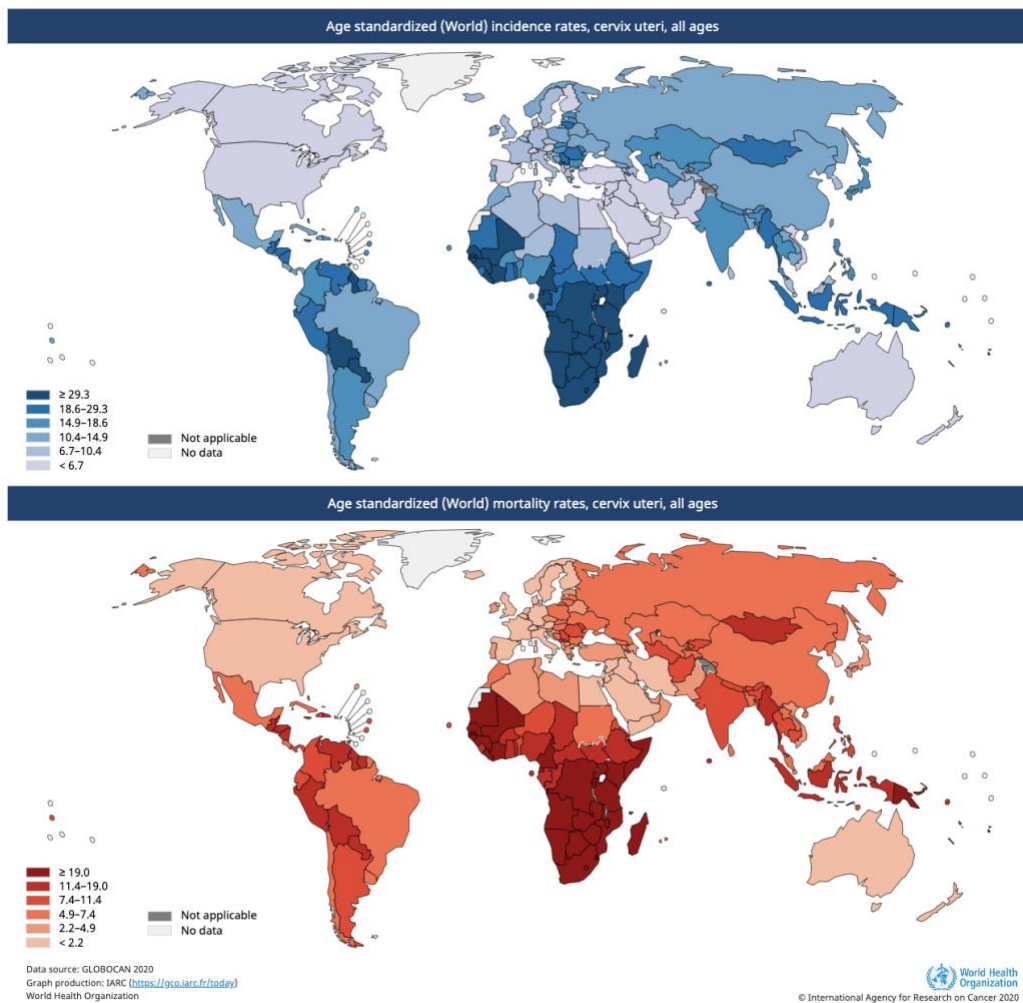 Age standardized (World) incidence rates, cervix uteri, all ages
≥ 29.3
18.6–29.3
14.9–18.6
10.4–14.9
6.7–10.4
< 6.7
Not applicable
No data
Age standardized (World) mortality rates, cervix uteri, all ages
≥ 19.0
11.4–19.0
7.4–11.4
4.9–7.4
2.2–4.9
< 2.2
Not applicable
No data
Data source: GLOBOCAN 2020
Graph production: IARC (https://gco.iarc.fr/today)
World Health Organization
World Health
Organization
© International Agency for Research on Cancer 2020